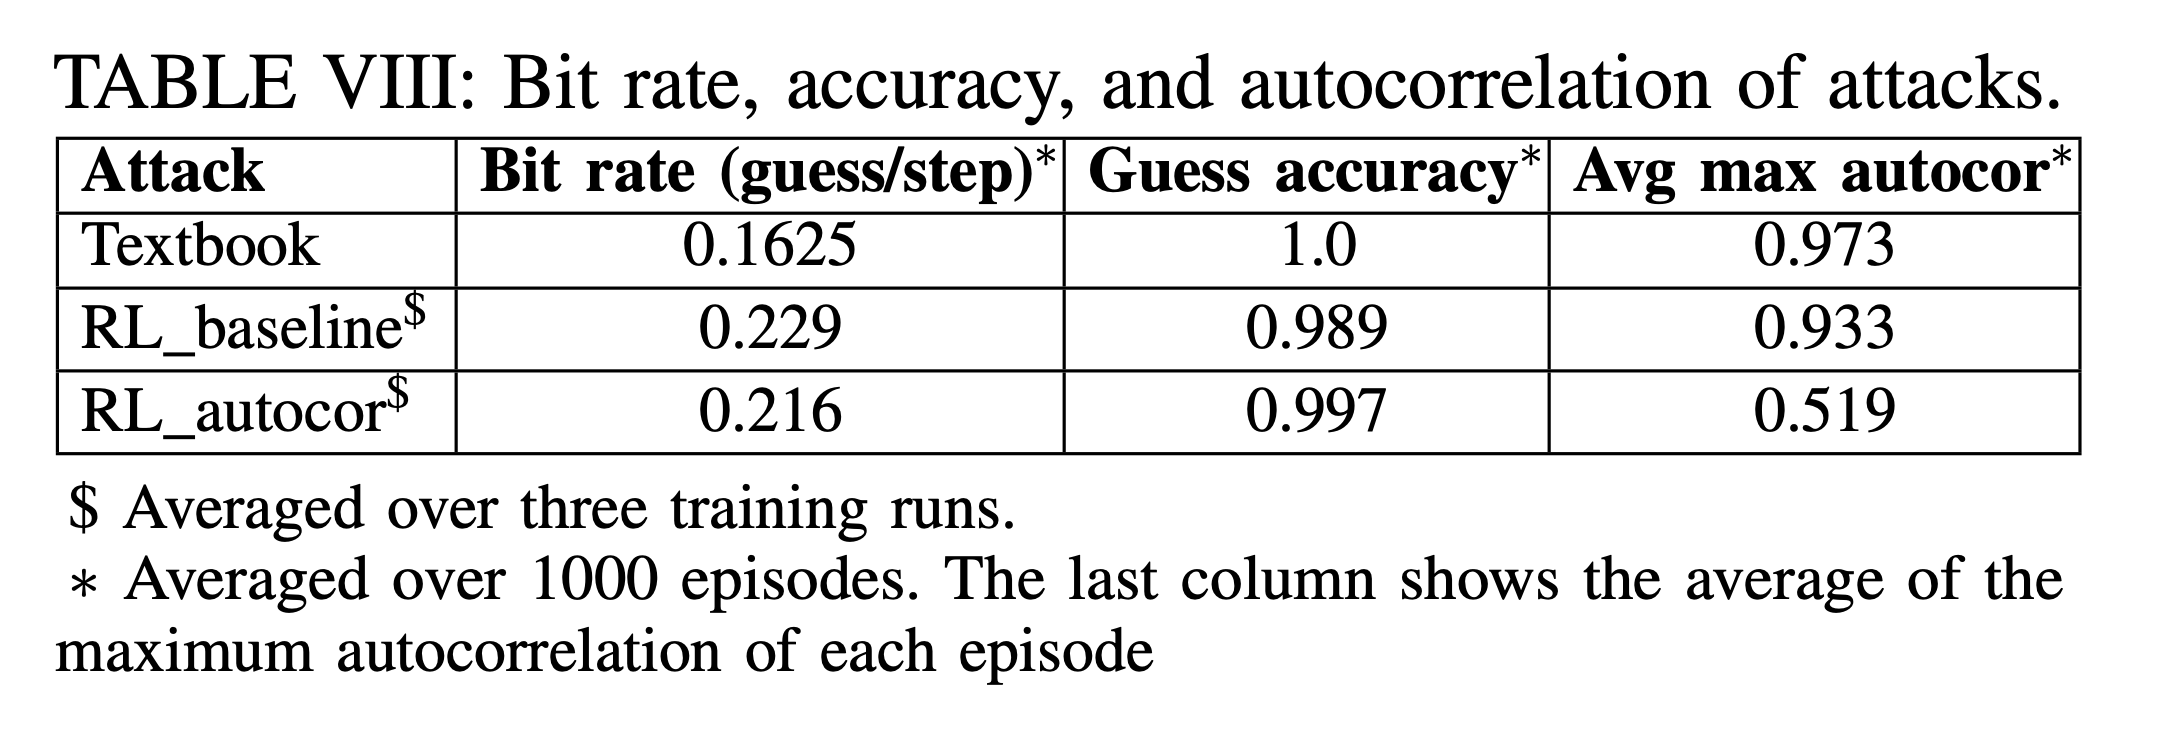 TABLE VIII: Bit rate, accuracy, and autocorrelation of attacks.
Attack Bit rate (guess/step)* Guess accuracy* Avg max autocor*
Textbook 0.1625 1.0 0.973
RL_baseline$ 0.229 0.989 0.933
RL_autocor$ 0.216 0.997 0.519
$ Averaged over three training runs.
* Averaged over 1000 episodes. The last column shows the average of the
maximum autocorrelation of each episode